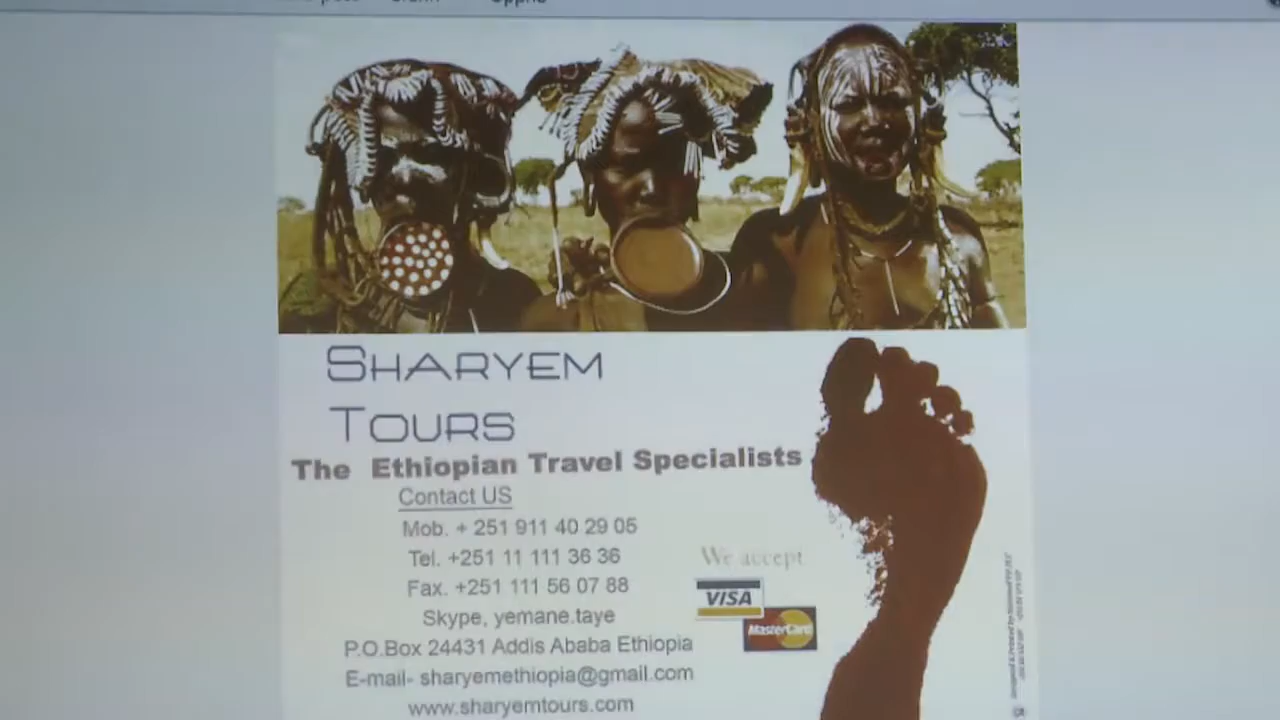 SHARYEM
TOURS
The Ethiopian Travel Specialists
Contact US
Mob. + 251 911 40 29 05
Tel. +251 11 111 36 36
Fax. +251 111 56 07 88
Skype, yemane.taye
P.O.Box 24431 Addis Ababa Ethiopia
E-mail- sharyemethiopia@gmail.com
www.sharyemtours.com
We accept
VISA
MasterCard